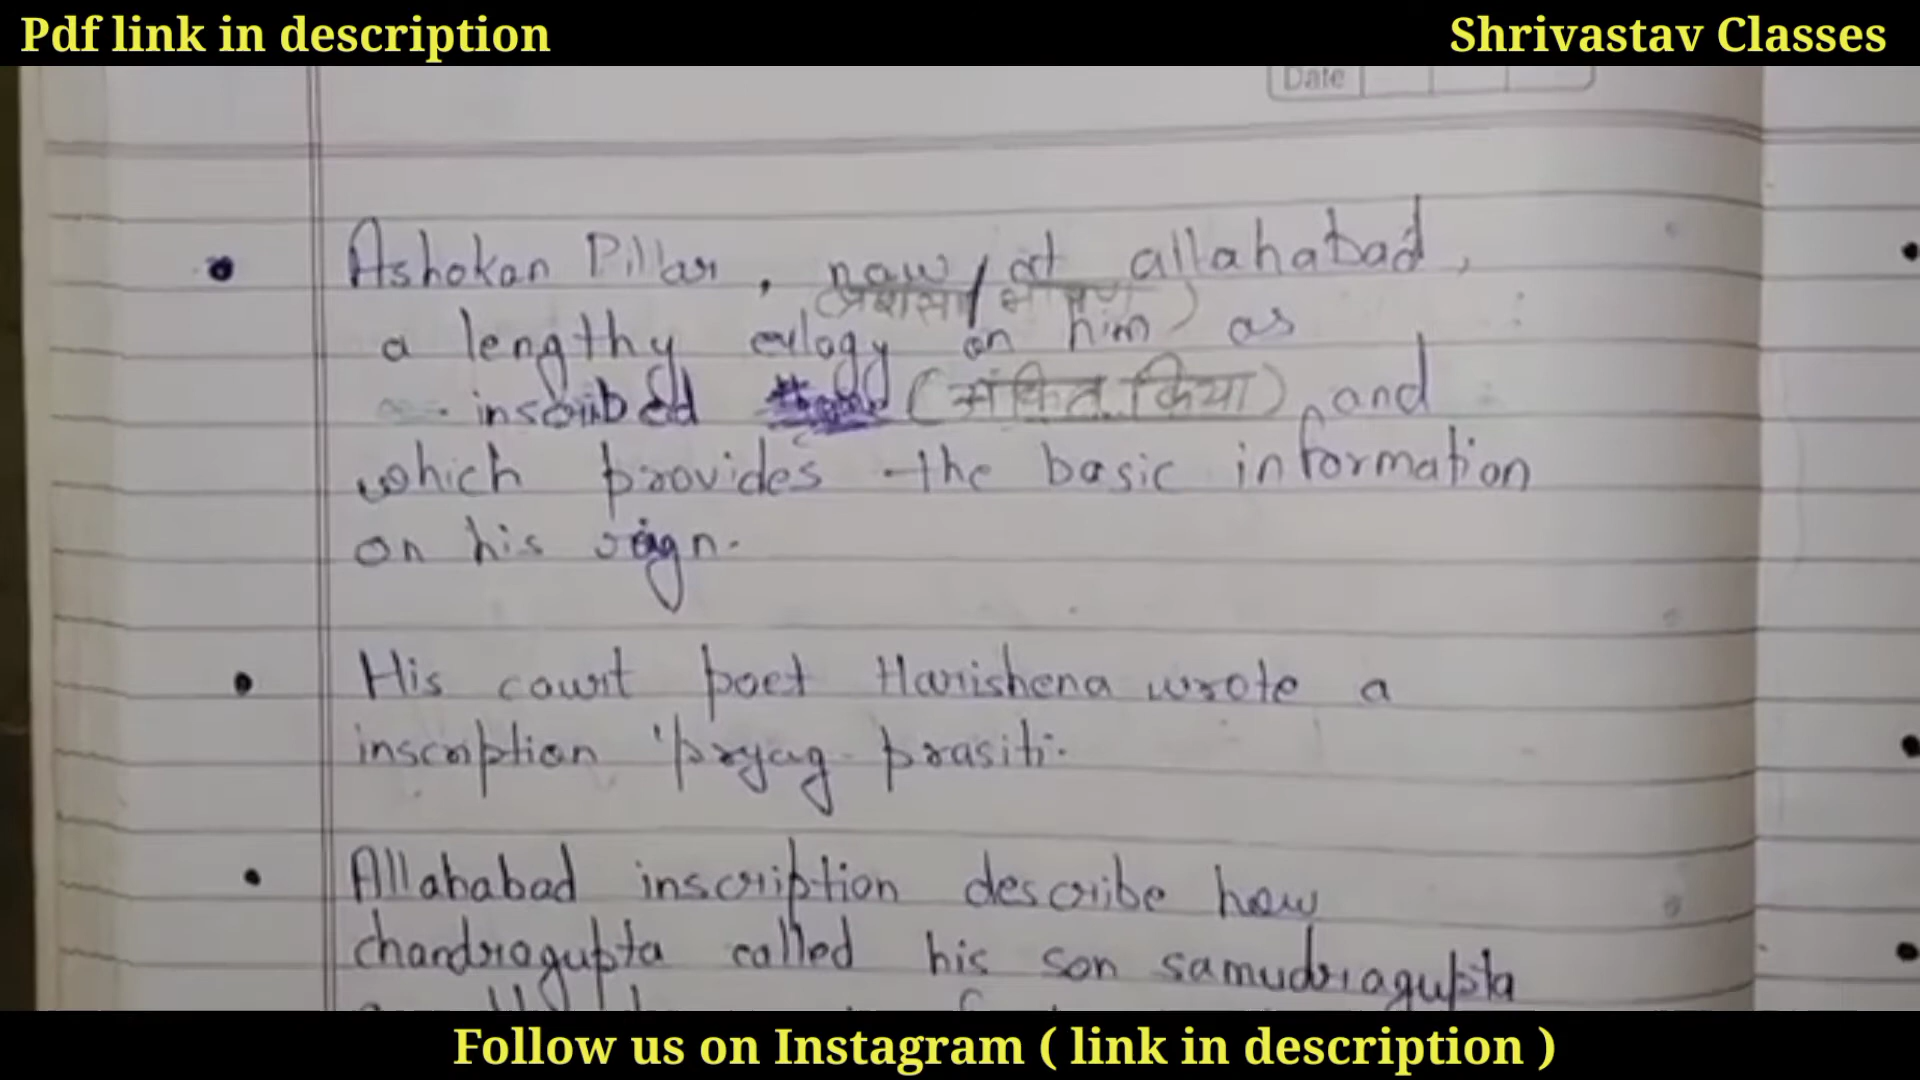 Pdf link in description
Shrivastav Classes
Date
Ashokan Pillar, now at allahabad,
(प्रशंसा भाषण)
a lengthy eulogy on him as
inscribed (अंकित किया), and
which provides the basic information
on his reign.
His court poet Harishena wrote a
inscription 'pryag prasiti.
Allahabad inscription describe how
chandragupta called his son samudragupta
Follow us on Instagram ( link in description )